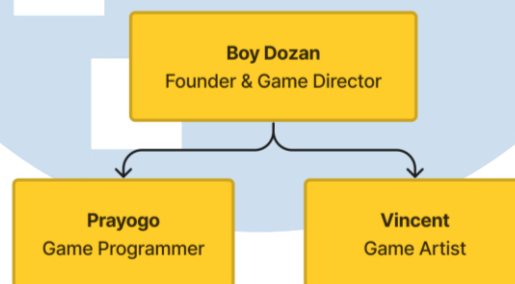 Boy Dozan
Founder & Game Director
Prayogo
Game Programmer
Vincent
Game Artist